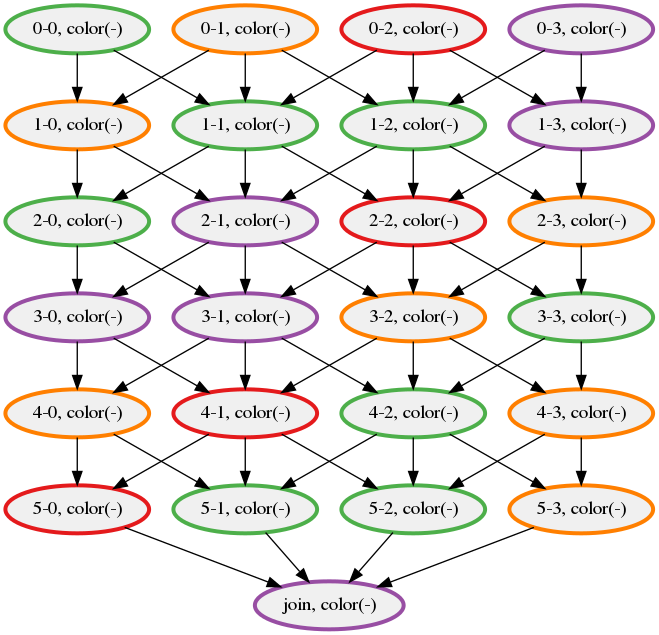 0-0, color(-)
0-1, color(-)
0-2, color(-)
0-3, color(-)
1-0, color(-)
1-1, color(-)
1-2, color(-)
1-3, color(-)
2-0, color(-)
2-1, color(-)
2-2, color(-)
2-3, color(-)
3-0, color(-)
3-1, color(-)
3-2, color(-)
3-3, color(-)
4-0, color(-)
4-1, color(-)
4-2, color(-)
4-3, color(-)
5-0, color(-)
5-1, color(-)
5-2, color(-)
5-3, color(-)
join, color(-)